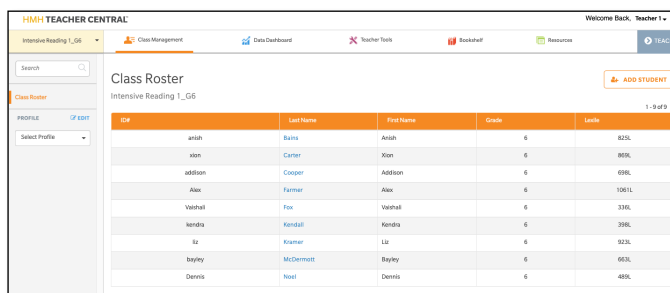 HMH TEACHER CENTRAL
Welcome Back, Teacher 1
Intensive Reading 1_G6
Class Management
Data Dashboard
Teacher Tools
Bookshelf
Resources
TEAC
Search
Class Roster
PROFILE
EDIT
Select Profile
Class Roster
ADD STUDENT
Intensive Reading 1_G6
1 - 9 of 9
ID# Last Name First Name Grade Lexile
anish Bains Anish 6 825L
xion Carter Xion 6 869L
addison Cooper Addison 6 698L
Alex Farmer Alex 6 1061L
Vaishali Fox Vaishali 6 336L
kendra Kendall Kendra 6 398L
liz Kramer Liz 6 923L
bayley McDermott Bayley 6 663L
Dennis Noel Dennis 6 489L